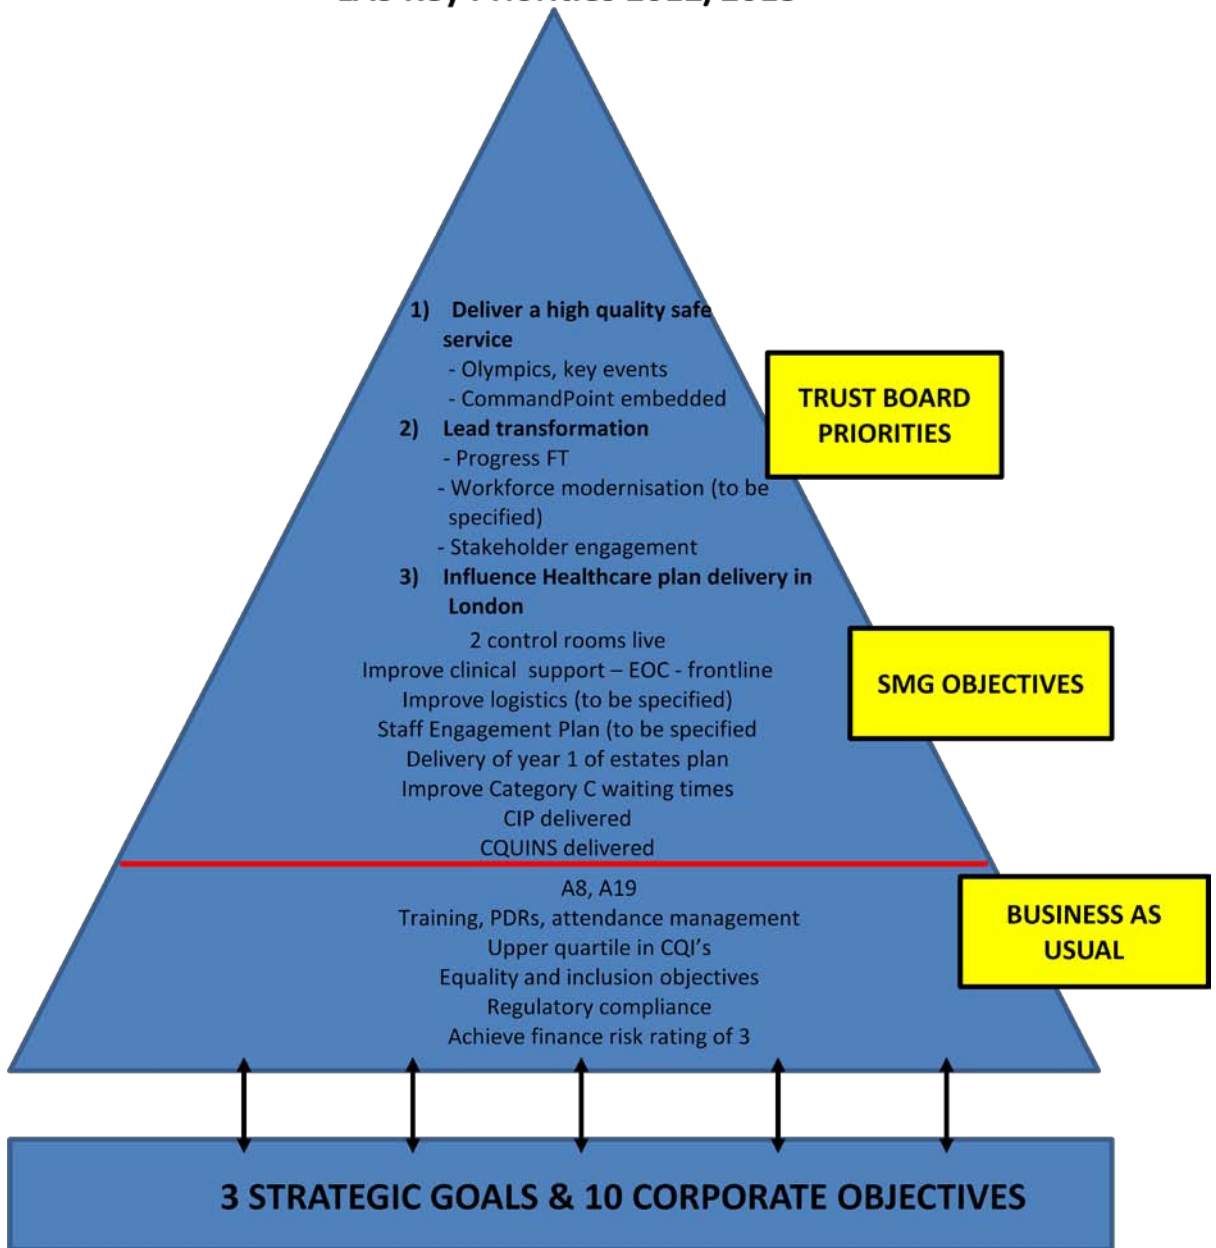 1) Deliver a high quality safe
service
- Olympics, key events
- CommandPoint embedded
2) Lead transformation
- Progress FT
- Workforce modernisation (to be
specified)
- Stakeholder engagement
3) Influence Healthcare plan delivery in
London
TRUST BOARD
PRIORITIES
2 control rooms live
Improve clinical support – EOC - frontline
Improve logistics (to be specified)
Staff Engagement Plan (to be specified
Delivery of year 1 of estates plan
Improve Category C waiting times
CIP delivered
CQUINS delivered
SMG OBJECTIVES
A8, A19
Training, PDRs, attendance management
Upper quartile in CQI's
Equality and inclusion objectives
Regulatory compliance
Achieve finance risk rating of 3
BUSINESS AS
USUAL
3 STRATEGIC GOALS & 10 CORPORATE OBJECTIVES